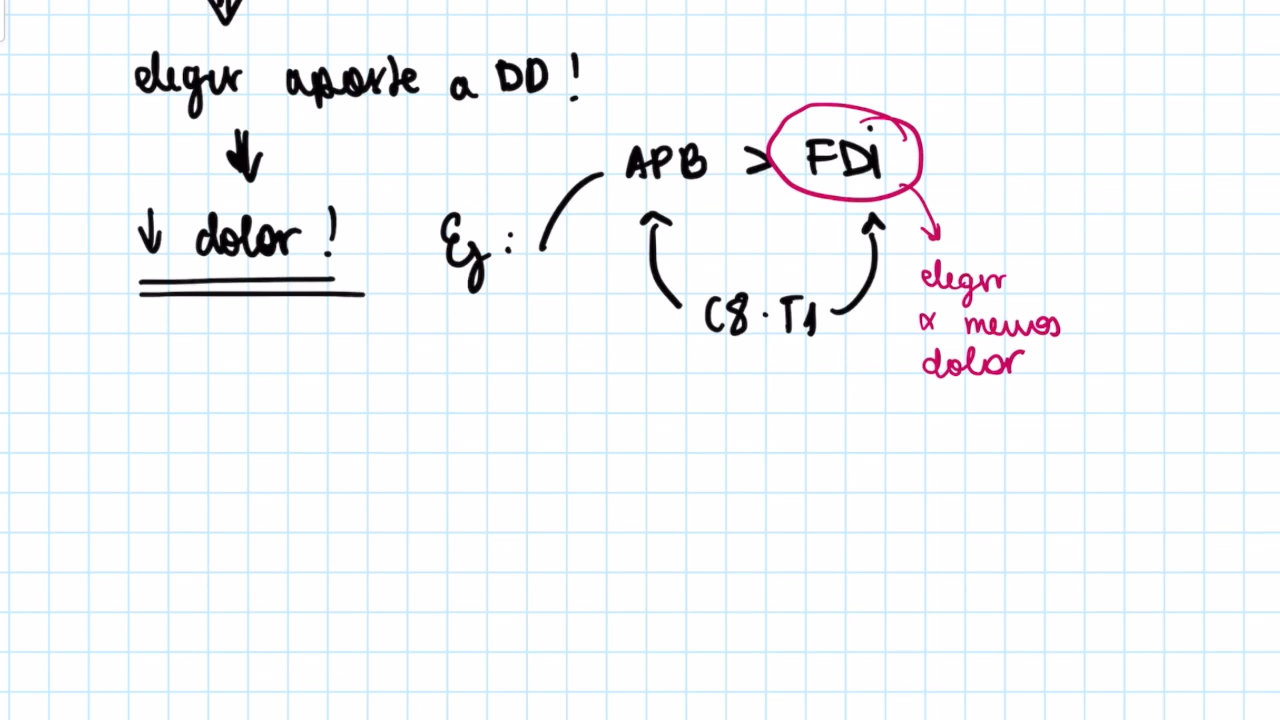 elegir aporte a DD!
↓ dolor!
Ej:
APB > FDi
C8·T1
elegir
x menos
dolor